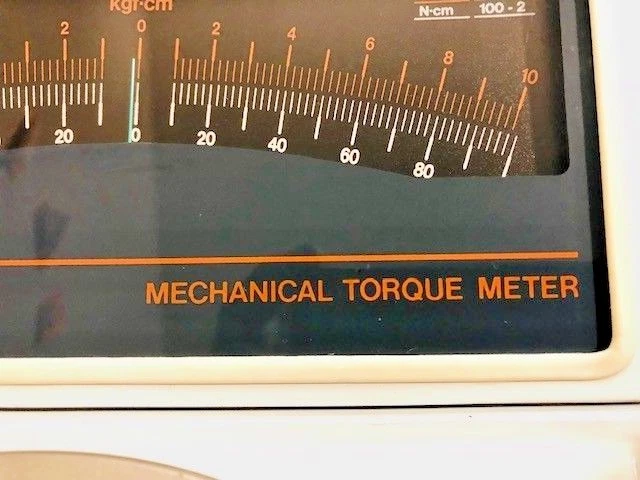 kgf·cm
N·cm 100 - 2
2 0 2 4 6 8 10
20 0 20 40 60 80
MECHANICAL TORQUE METER